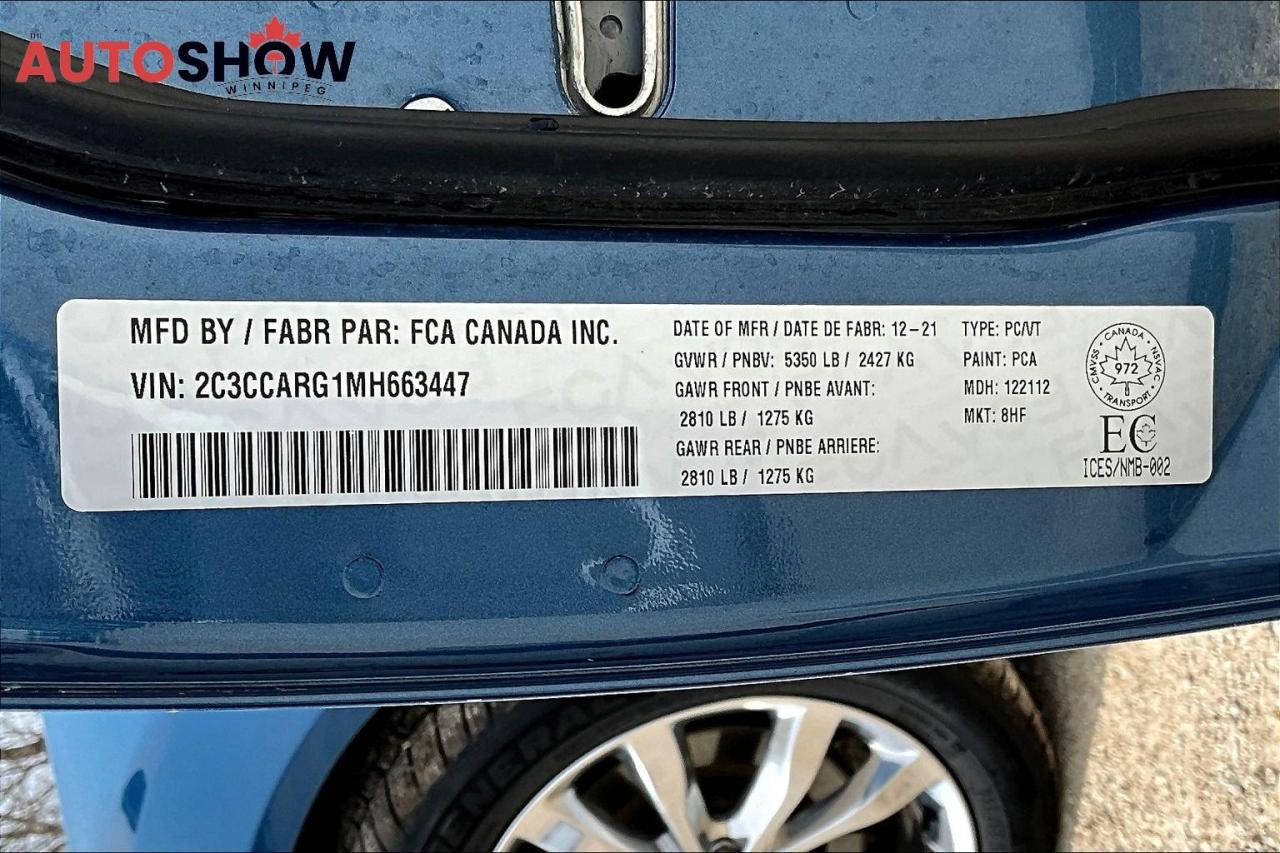 THE
AUTOSHOW
WINNIPEG
MFD BY / FABR PAR: FCA CANADA INC.
VIN: 2C3CCARG1MH663447
DATE OF MFR / DATE DE FABR: 12-21
GVWR / PNBV: 5350 LB / 2427 KG
GAWR FRONT / PNBE AVANT:
2810 LB / 1275 KG
GAWR REAR / PNBE ARRIERE:
2810 LB / 1275 KG
TYPE: PC/VT
PAINT: PCA
MDH: 122112
MKT: 8HF
CANADA
CMVSS
NSVAC
972
TRANSPORT
EC
ICES/NMB-002
GENERAL